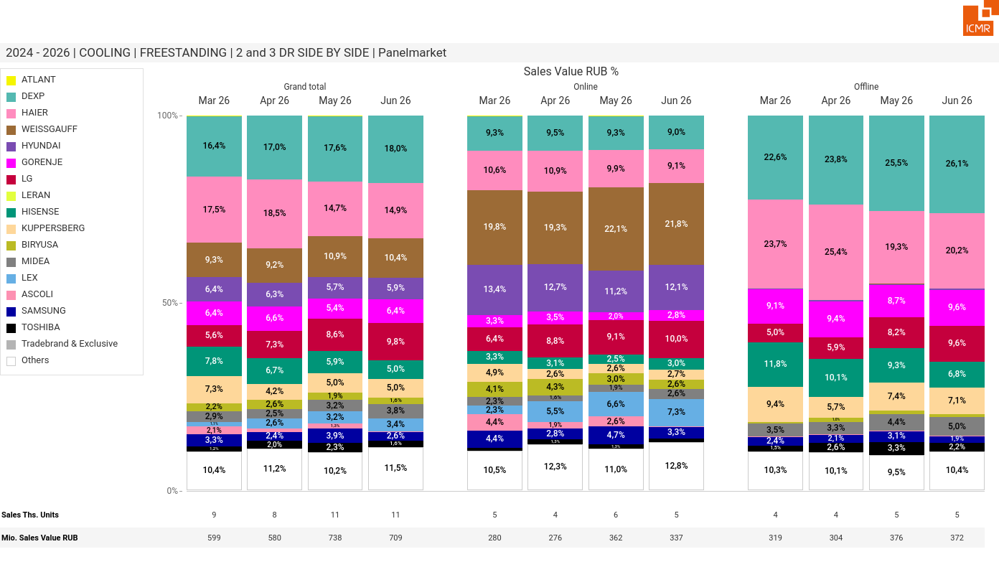 ICMR
2024 - 2026 | COOLING | FREESTANDING | 2 and 3 DR SIDE BY SIDE | Panelmarket
ATLANT
DEXP
HAIER
WEISSGAUFF
HYUNDAI
GORENJE
LG
LERAN
HISENSE
KUPPERSBERG
BIRYUSA
MIDEA
LEX
ASCOLI
SAMSUNG
TOSHIBA
Tradebrand & Exclusive
Others
Sales Value RUB %
Grand total
Mar 26 Apr 26 May 26 Jun 26
100%
50%
0%
16,4% 17,0% 17,6% 18,0%
17,5% 18,5% 14,7% 14,9%
9,3% 9,2% 10,9% 10,4%
6,4% 6,3% 5,7% 5,9%
6,4% 6,6% 5,4% 6,4%
5,6% 7,3% 8,6% 9,8%
7,8% 6,7% 5,9% 5,0%
7,3% 4,2% 5,0% 5,0%
2,2% 2,6% 1,9% 1,6%
2,9% 2,5% 3,2% 3,8%
1,1% 2,6% 3,2% 3,4%
2,1% 1,3%
3,3% 2,4% 3,9% 2,6%
1,2% 2,0% 2,3% 1,6%
10,4% 11,2% 10,2% 11,5%
Online
Mar 26 Apr 26 May 26 Jun 26
9,3% 9,5% 9,3% 9,0%
10,6% 10,9% 9,9% 9,1%
19,8% 19,3% 22,1% 21,8%
13,4% 12,7% 11,2% 12,1%
3,3% 3,5% 2,0% 2,8%
6,4% 8,8% 9,1% 10,0%
3,3% 3,1% 2,5% 3,0%
4,9% 2,6% 2,6% 2,7%
4,1% 4,3% 3,0% 2,6%
2,3% 1,6% 1,9% 2,6%
2,3% 5,5% 6,6% 7,3%
4,4% 1,9% 2,6%
4,4% 2,8% 4,7% 3,3%
1,3% 1,3%
10,5% 12,3% 11,0% 12,8%
Offline
Mar 26 Apr 26 May 26 Jun 26
22,6% 23,8% 25,5% 26,1%
23,7% 25,4% 19,3% 20,2%
9,1% 9,4% 8,7% 9,6%
5,0% 5,9% 8,2% 9,6%
11,8% 10,1% 9,3% 6,8%
9,4% 5,7% 7,4% 7,1%
1,0%
3,5% 3,3% 4,4% 5,0%
2,4% 2,1% 3,1% 1,9%
1,5% 2,6% 3,3% 2,2%
10,3% 10,1% 9,5% 10,4%
Sales Ths. Units 9 8 11 11 5 4 6 5 4 4 5 5
Mio. Sales Value RUB 599 580 738 709 280 276 362 337 319 304 376 372